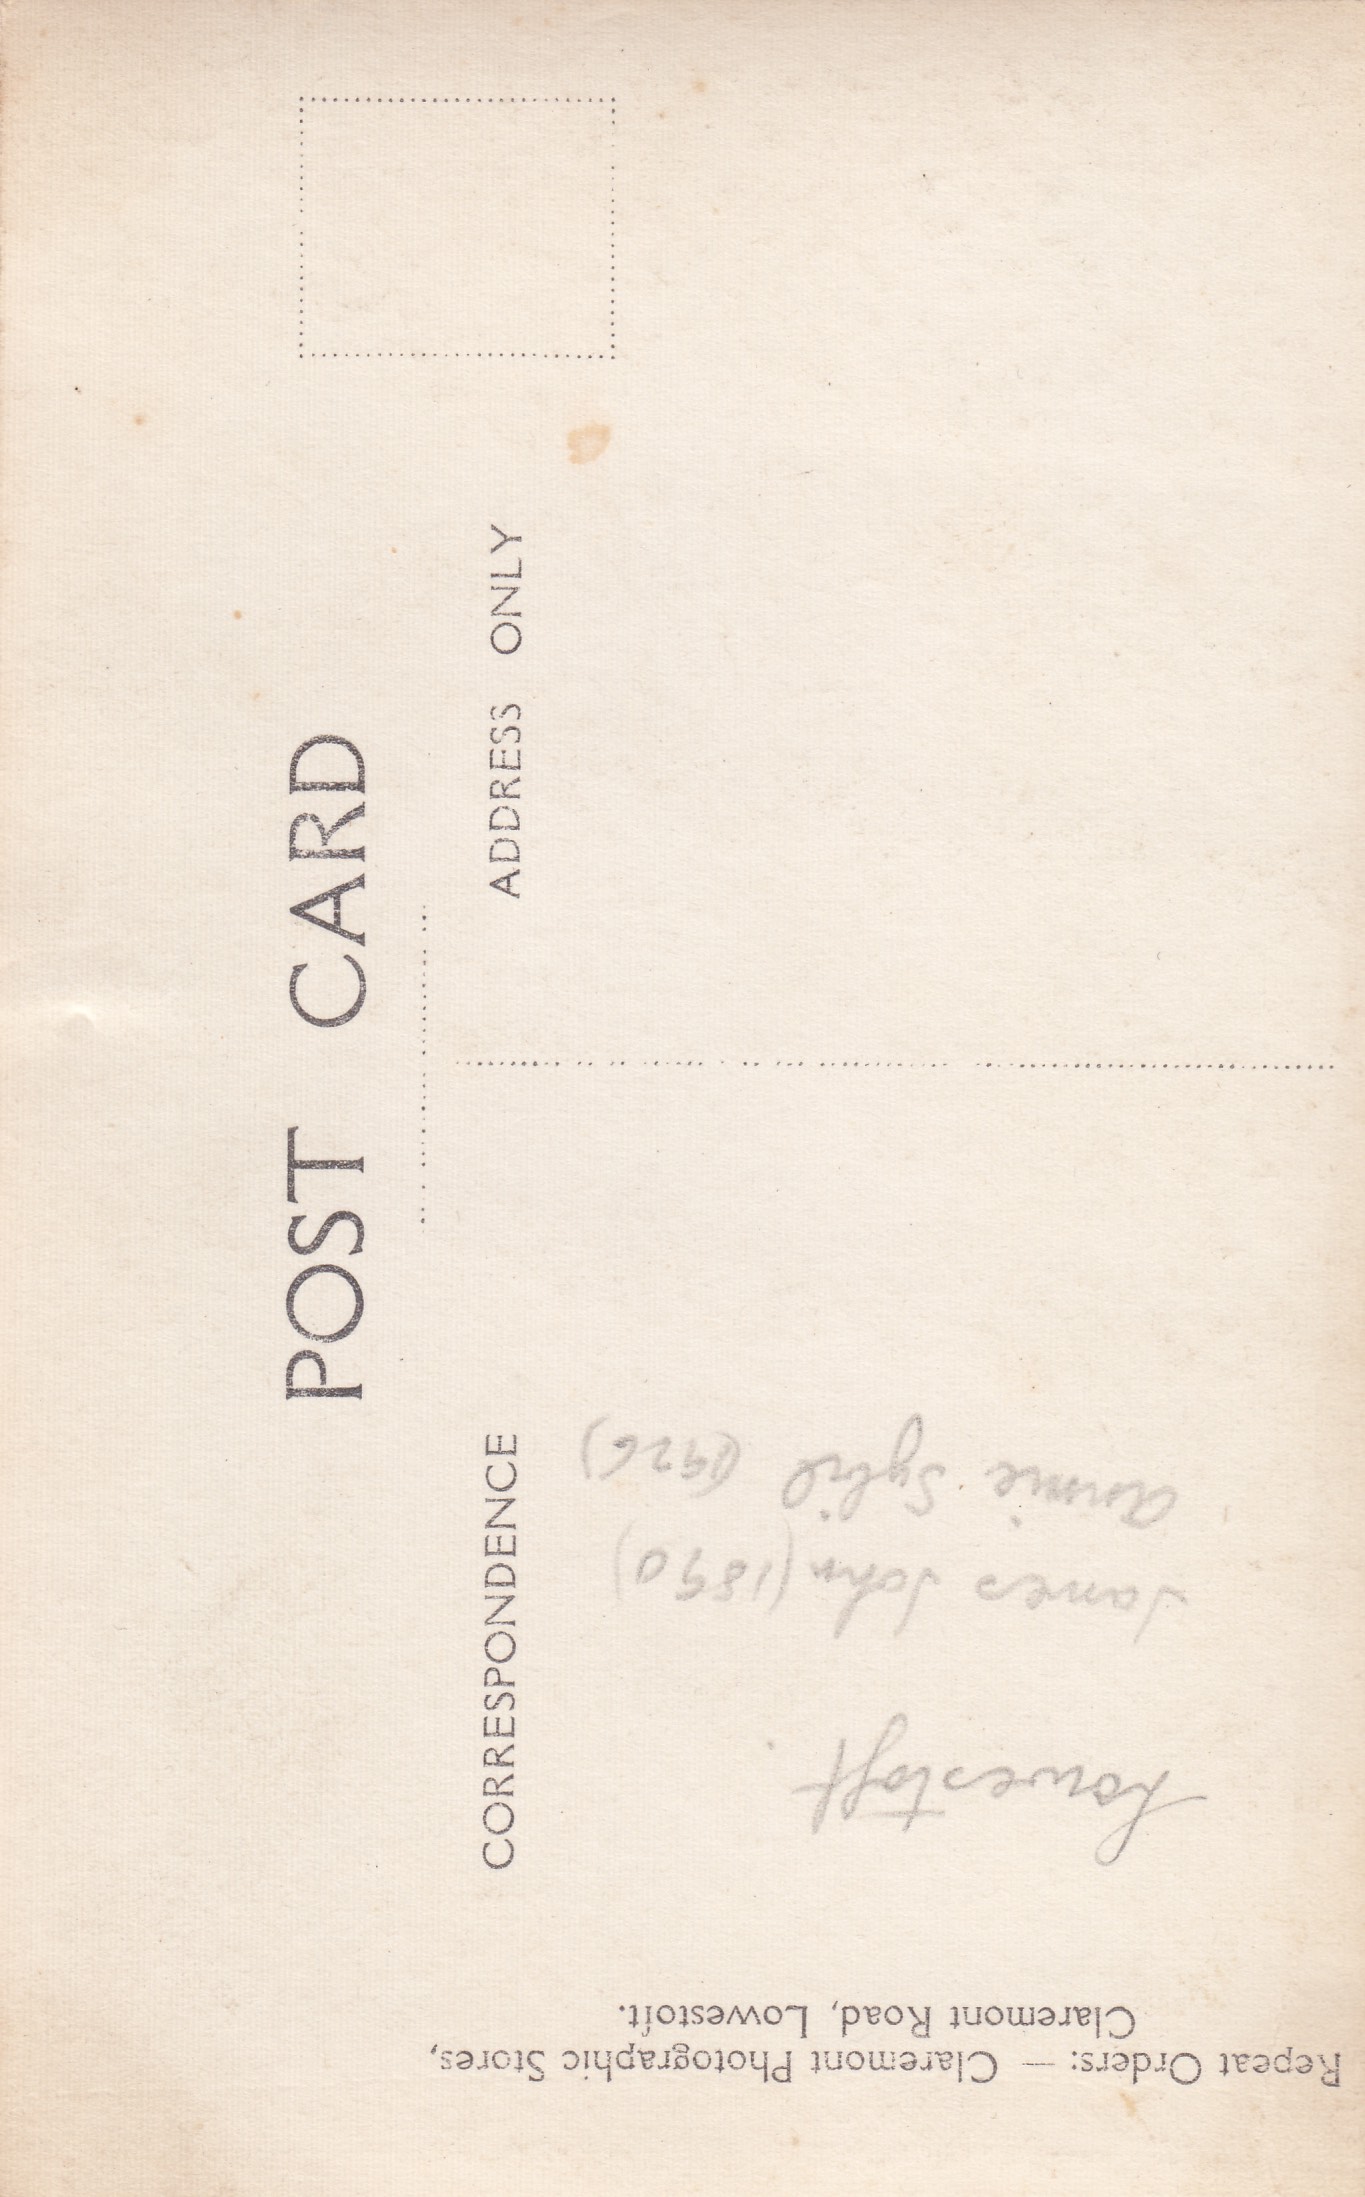 POST CARD
CORRESPONDENCE
ADDRESS ONLY
Repeat Orders: — Claremont Photographic Stores,
Claremont Road, Lowestoft.
Lowestoft.
James John (1890)
Annie Sybil (1926)